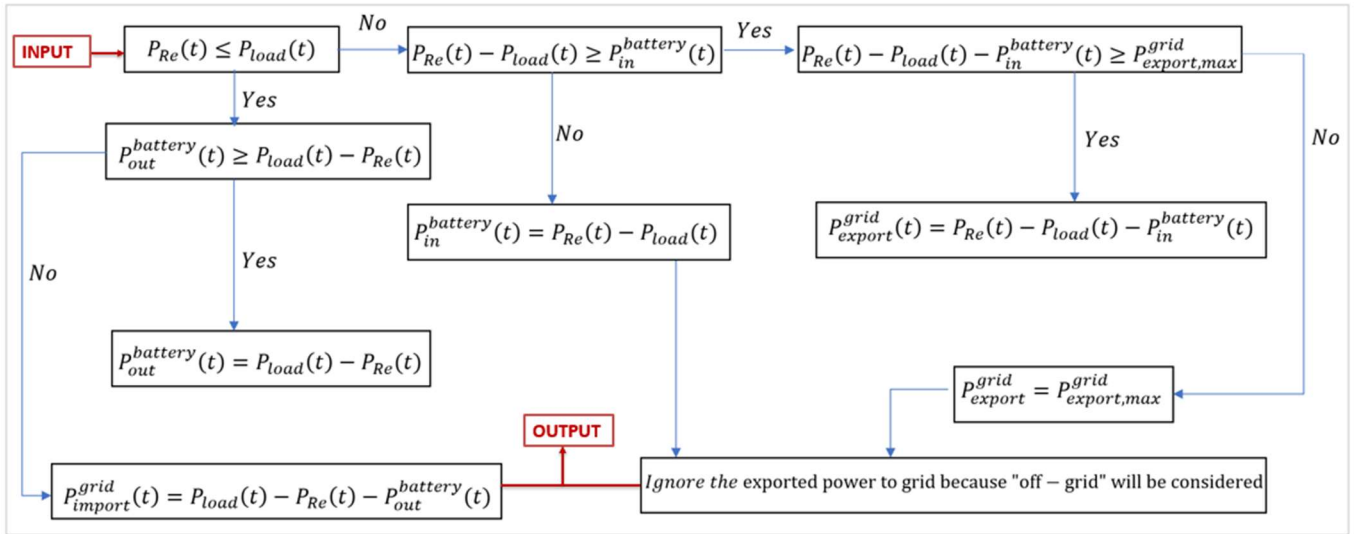 INPUT
P_Re(t) ≤ P_load(t)
No
P_Re(t) − P_load(t) ≥ P_in^battery(t)
Yes
P_Re(t) − P_load(t) − P_in^battery(t) ≥ P_export,max^grid
Yes
No
Yes
No
P_out^battery(t) ≥ P_load(t) − P_Re(t)
P_in^battery(t) = P_Re(t) − P_load(t)
P_export^grid(t) = P_Re(t) − P_load(t) − P_in^battery(t)
No
Yes
P_out^battery(t) = P_load(t) − P_Re(t)
P_export^grid = P_export,max^grid
OUTPUT
P_import^grid(t) = P_load(t) − P_Re(t) − P_out^battery(t)
Ignore the exported power to grid because "off − grid" will be considered